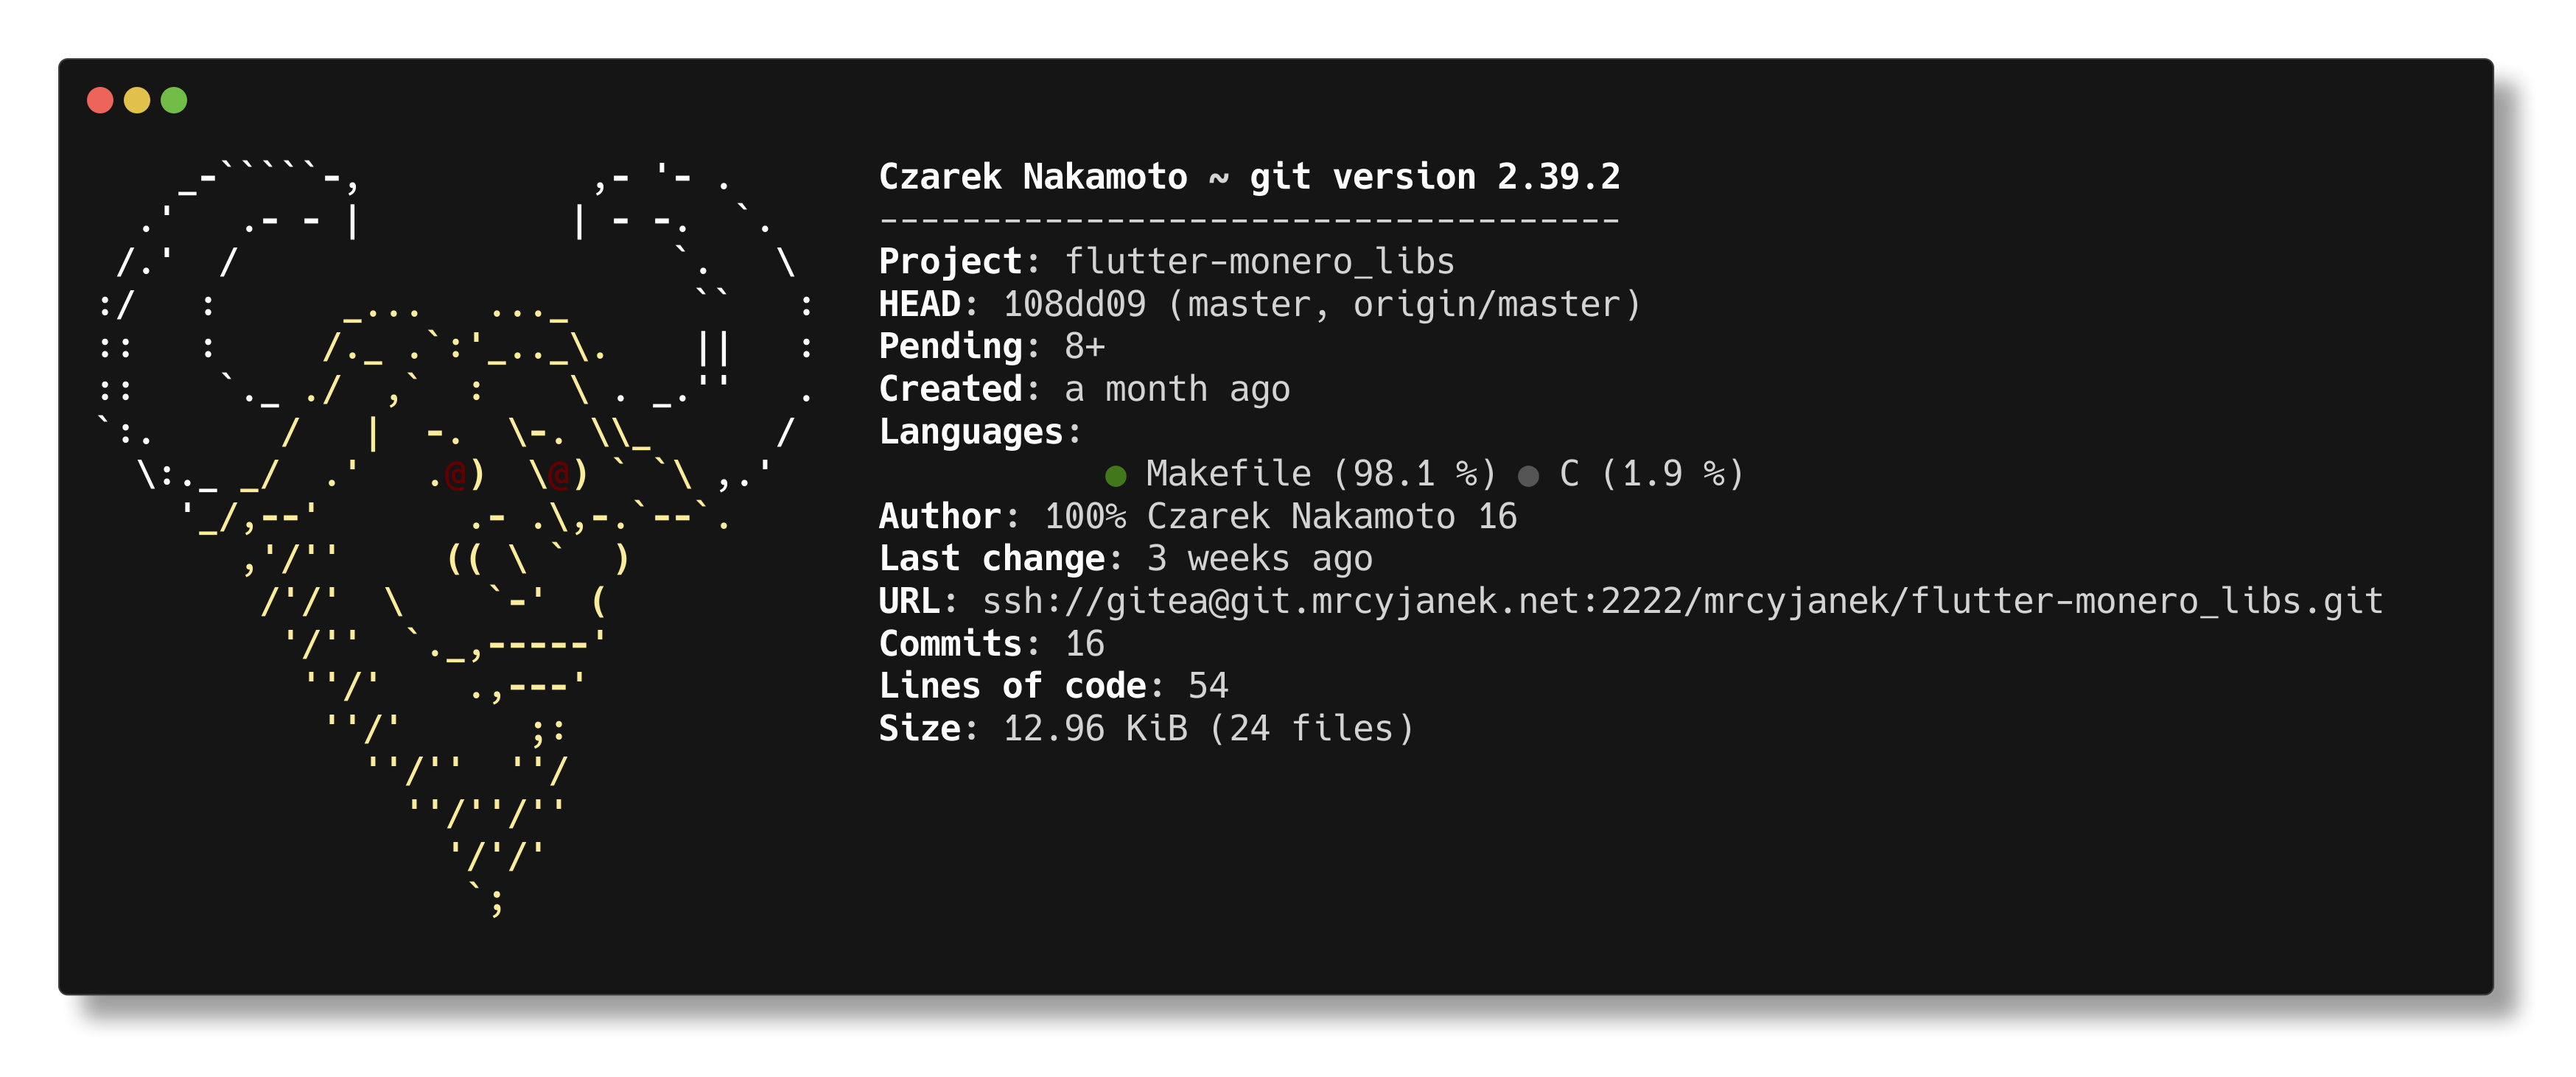 Czarek Nakamoto ~ git version 2.39.2
------------------------------------
Project: flutter-monero_libs
HEAD: 108dd09 (master, origin/master)
Pending: 8+
Created: a month ago
Languages:
● Makefile (98.1 %) ● C (1.9 %)
Author: 100% Czarek Nakamoto 16
Last change: 3 weeks ago
URL: ssh://gitea@git.mrcyjanek.net:2222/mrcyjanek/flutter-monero_libs.git
Commits: 16
Lines of code: 54
Size: 12.96 KiB (24 files)